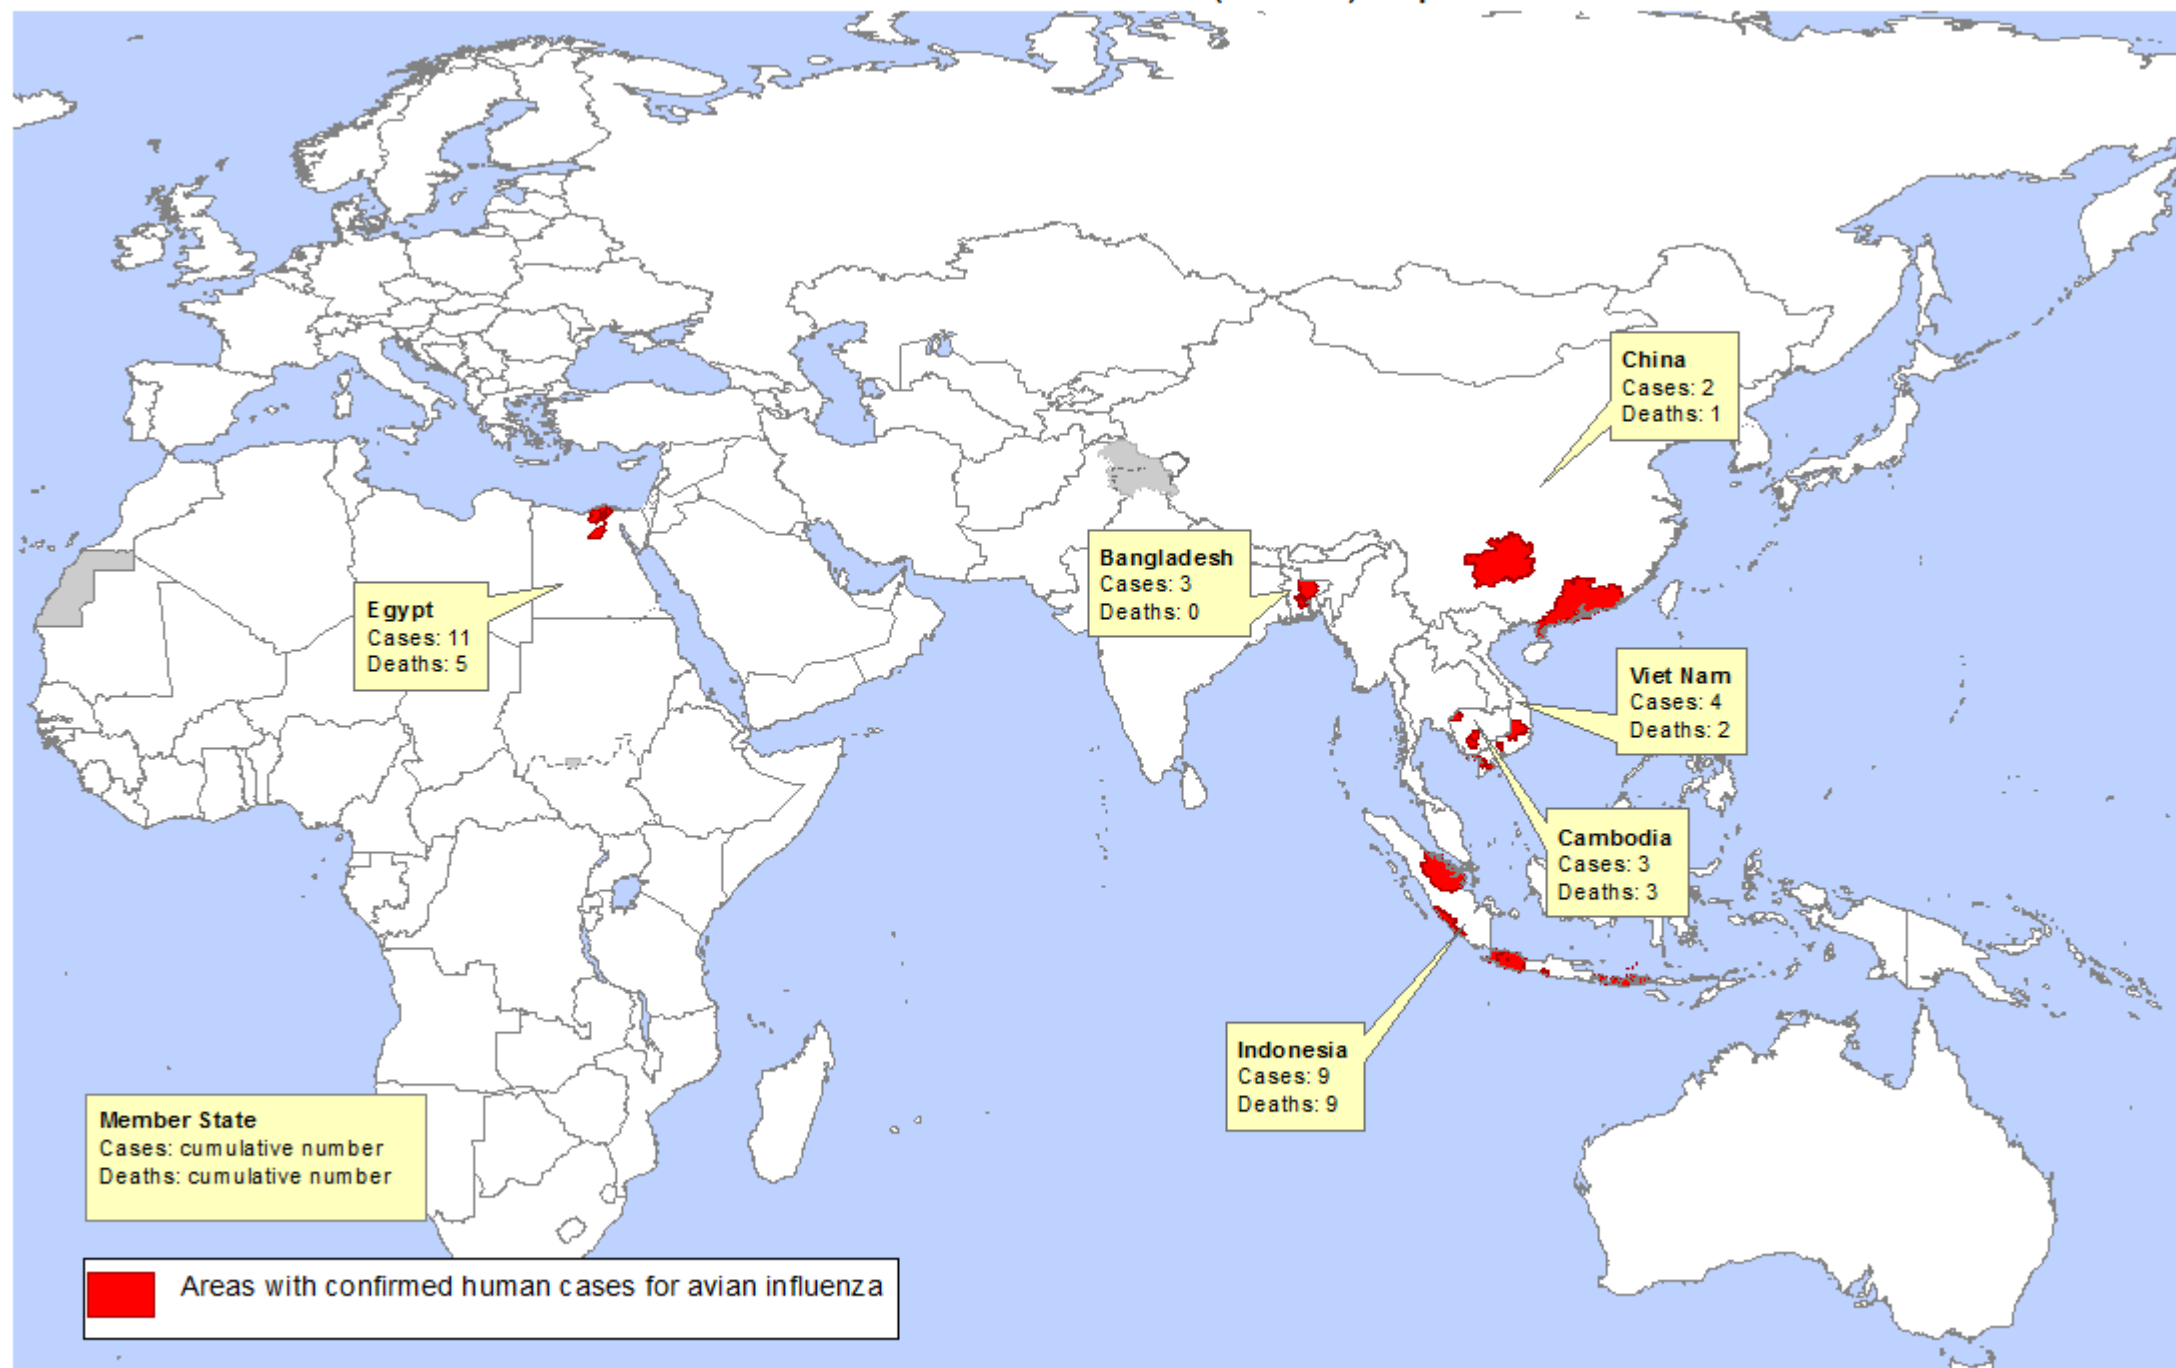 China
Cases: 2
Deaths: 1
Bangladesh
Cases: 3
Deaths: 0
Egypt
Cases: 11
Deaths: 5
Viet Nam
Cases: 4
Deaths: 2
Cambodia
Cases: 3
Deaths: 3
Indonesia
Cases: 9
Deaths: 9
Member State
Cases: cumulative number
Deaths: cumulative number
Areas with confirmed human cases for avian influenza